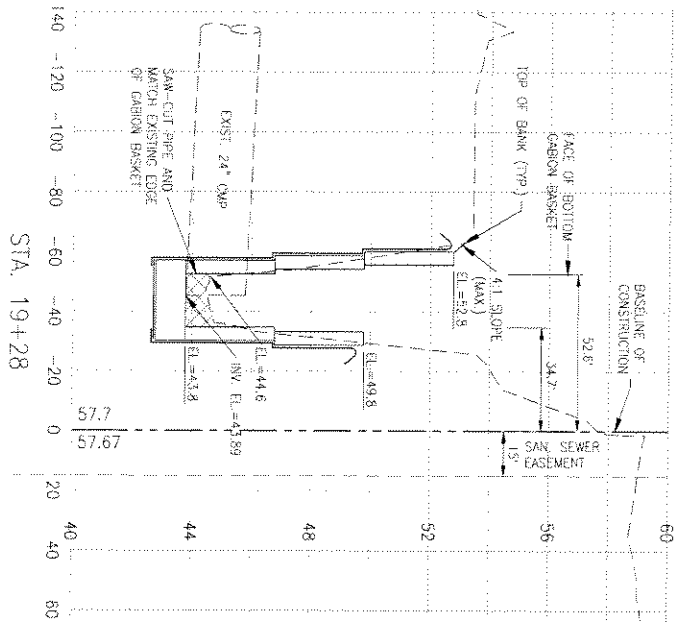 BASELINE OF
CONSTRUCTION
FACE OF BOTTOM
GABION BASKET
52.8'
34.7'
SAN. SEWER
EASEMENT
15'
TOP OF BANK (TYP.)
4:1 SLOPE
(MAX.)
EL.=52.8
EL.=49.8
EXIST. 24" CMP
SAW-CUT PIPE AND
MATCH EXISTING EDGE
OF GABION BASKET
EL.=44.6
INV. EL.=43.89
EL.=43.8
57.7
57.67
60
56
52
48
44
40
-140
-120
-100
-80
-60
-40
-20
0
20
40
60
STA. 19+28